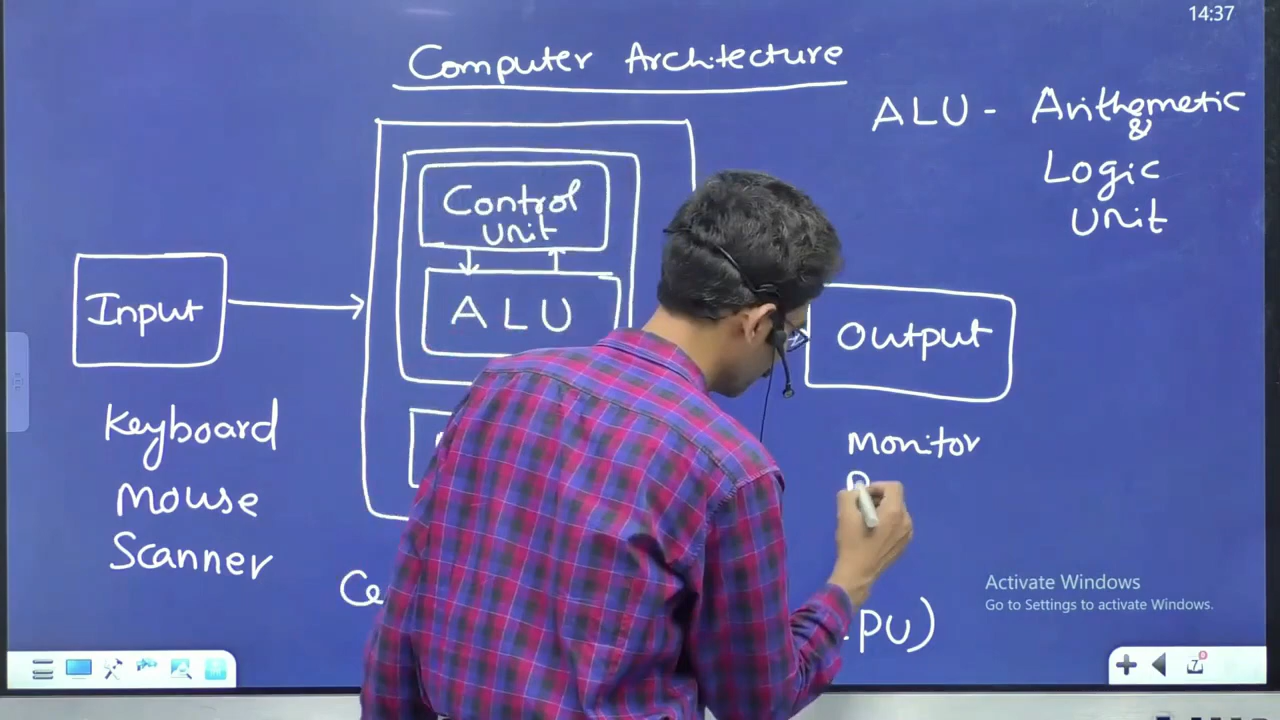 14:37
Computer Architecture
ALU - Arithemetic
&
Logic
Unit
Control
Unit
ALU
Input
Output
Keyboard
Mouse
Scanner
Monitor
Activate Windows
Go to Settings to activate Windows.
PU)